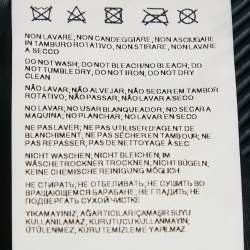 NON LAVARE; NON CANDEGGIARE, NON ASCIUGARE
IN TAMBURO ROTATIVO, NON STIRARE, NON LAVARE
A SECCO
DO NOT WASH; DO NOT BLEACH/NO BLEACH; DO
NOT TUMBLE DRY; DO NOT IRON; DO NOT DRY
CLEAN
NO LAVAR; NÃO ALVEJAR; NÃO SECAR EM TAMBOR
ROTATIVO; NÃO PASSAR; NÃO LAVAR A SECO
NO LAVAR; NO USAR BLANQUEADOR; NO SECAR A
MAQUINA; NO PLANCHAR; NO LAVAR EN SECO
NE PAS LAVER; NE PAS UTILISER D'AGENT DE
BLANCHIMENT; NE PAS SÉCHER EN TAMBOUR; NE
PAS REPASSER; PAS DE NETTOYAGE À SEC
NICHT WASCHEN; NICHT BLEICHEN; IM
WÄSCHETROCKNER TROCKNEN, NICHT BÜGELN;
KEINE CHEMISCHE REINIGUNG MÖGLICH
НЕ СТИРАТЬ, НЕ ОТБЕЛИВАТЬ, НЕ СУШИТЬ ВО
ВРАЩАЮЩЕМСЯ БАРАБАНЕ, НЕ ГЛАДИТЬ, НЕ
ПОДВЕРГАТЬ СУХОЙ ЧИСТКЕ
YIKAMAYINIZ; AĞARTICILAR/ÇAMAŞIR SUYU
KULLANILAMAZ; KURUTUCU KULLANMAYIN;
ÜTÜLENMEZ; KURU TEMİZLEME YAPILMAZ